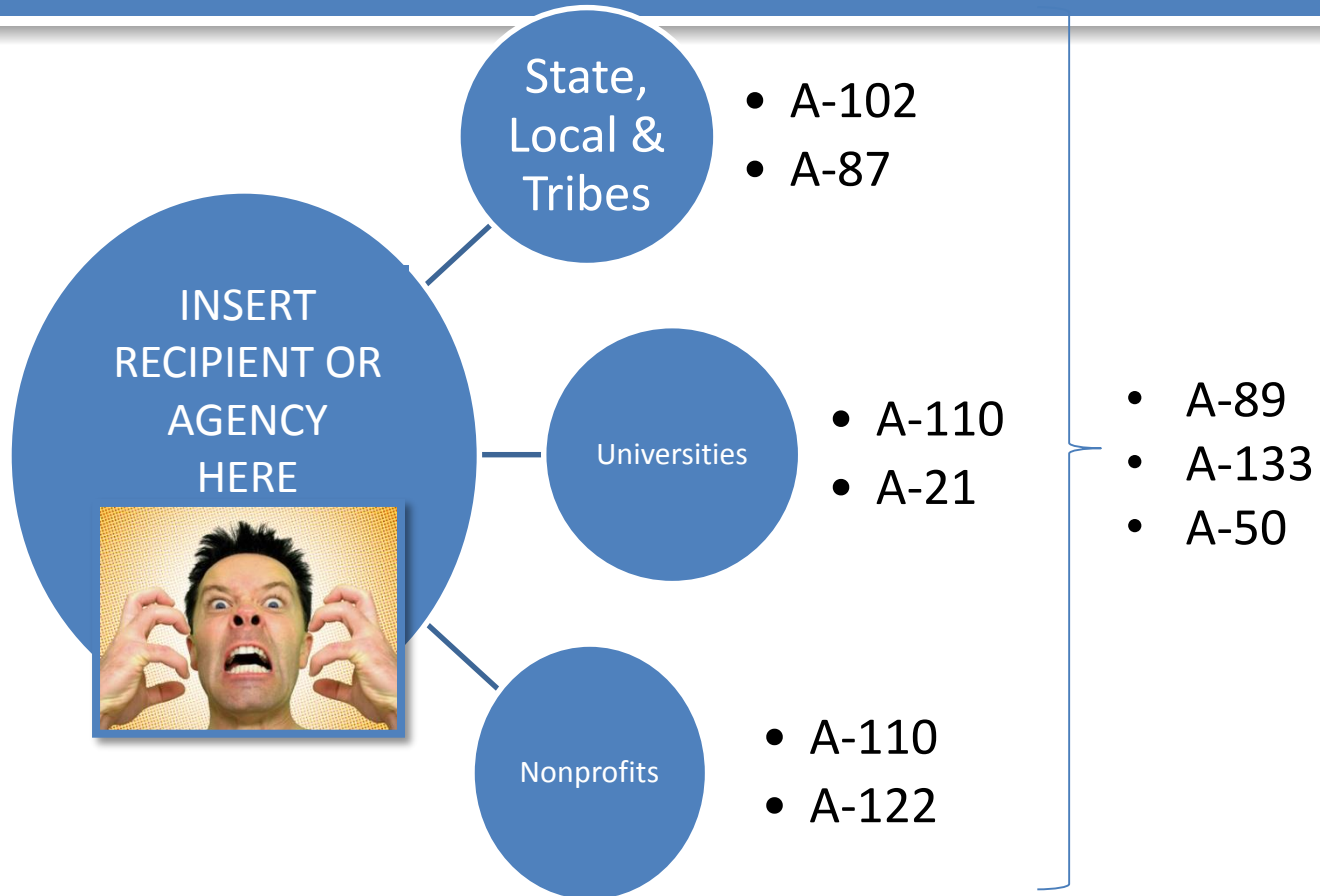 State,
Local &
Tribes
• A-102
• A-87
INSERT
RECIPIENT OR
AGENCY
HERE
Universities
• A-110
• A-21
Nonprofits
• A-110
• A-122
• A-89
• A-133
• A-50